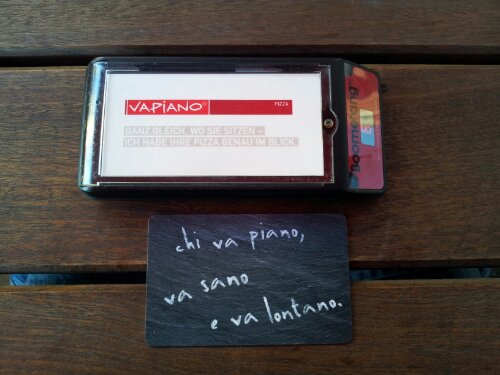 VAPIANO®
PIZZA
GANZ GLEICH, WO SIE SITZEN –
ICH HABE IHRE PIZZA GENAU IM BLICK.
Boomerang
chi va piano,
va sano
e va lontano.